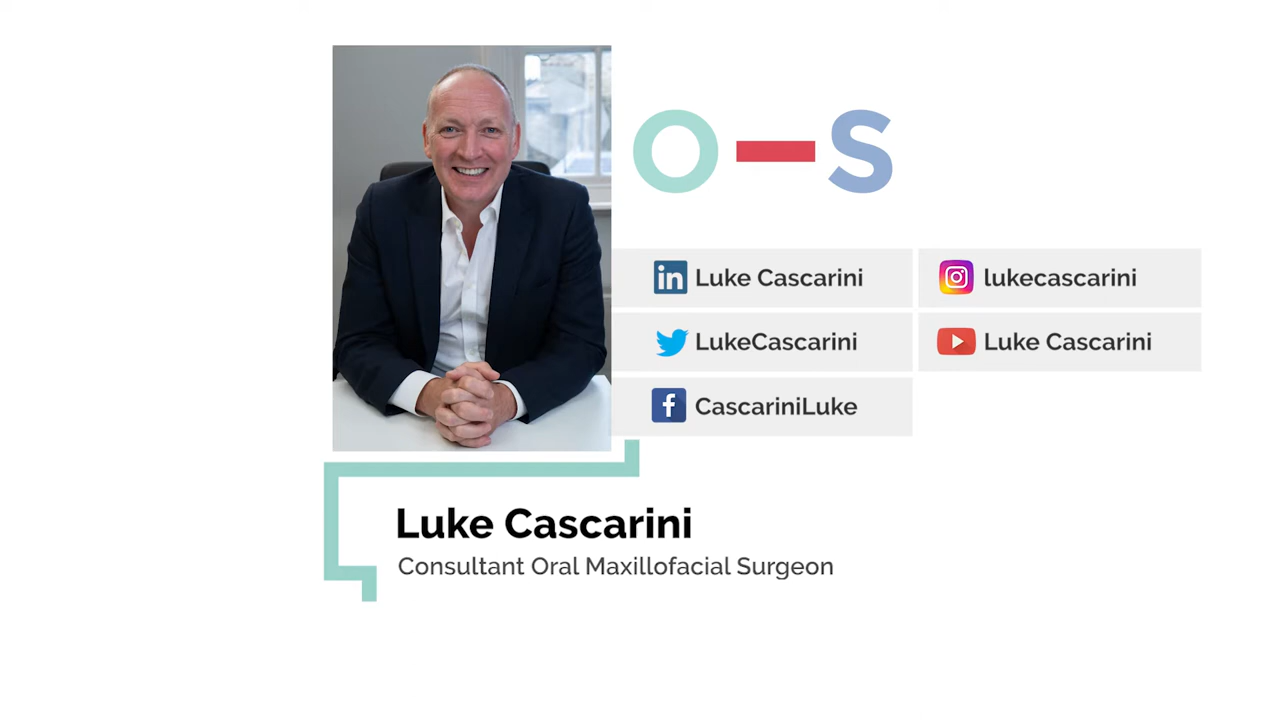 O-S
Luke Cascarini
lukecascarini
LukeCascarini
Luke Cascarini
CascariniLuke
Luke Cascarini
Consultant Oral Maxillofacial Surgeon